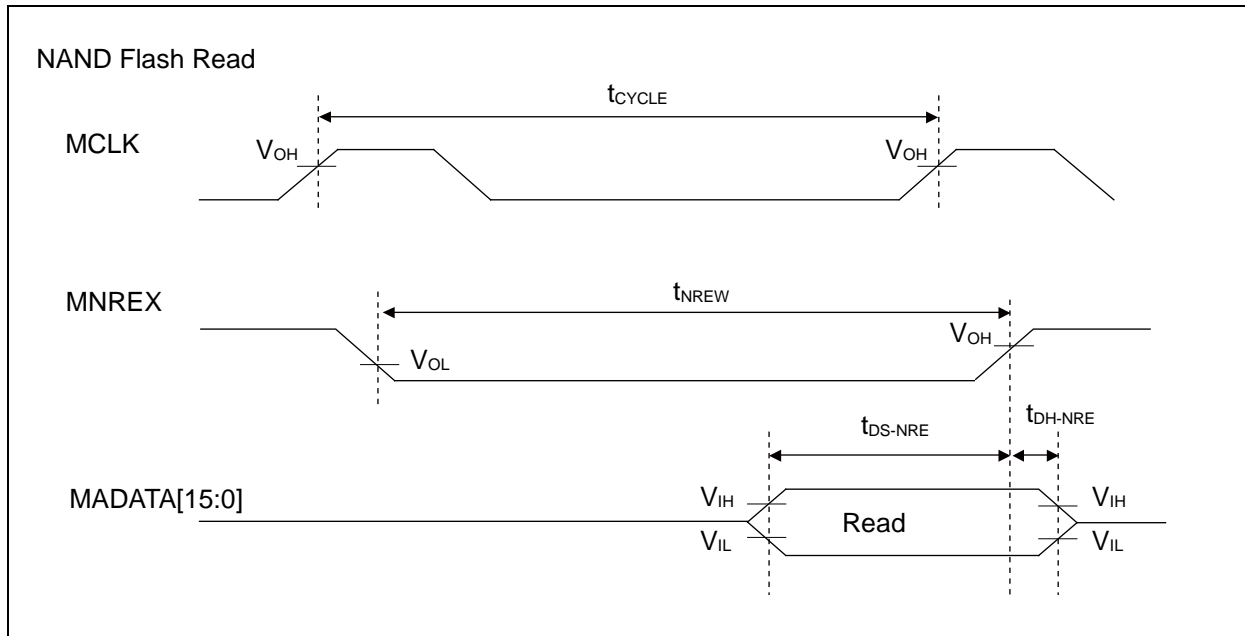 NAND Flash Read
tCYCLE
MCLK
VOH
VOH
tNREW
MNREX
VOH
VOL
tDS-NRE
tDH-NRE
MADATA[15:0]
VIH
VIH
Read
VIL
VIL